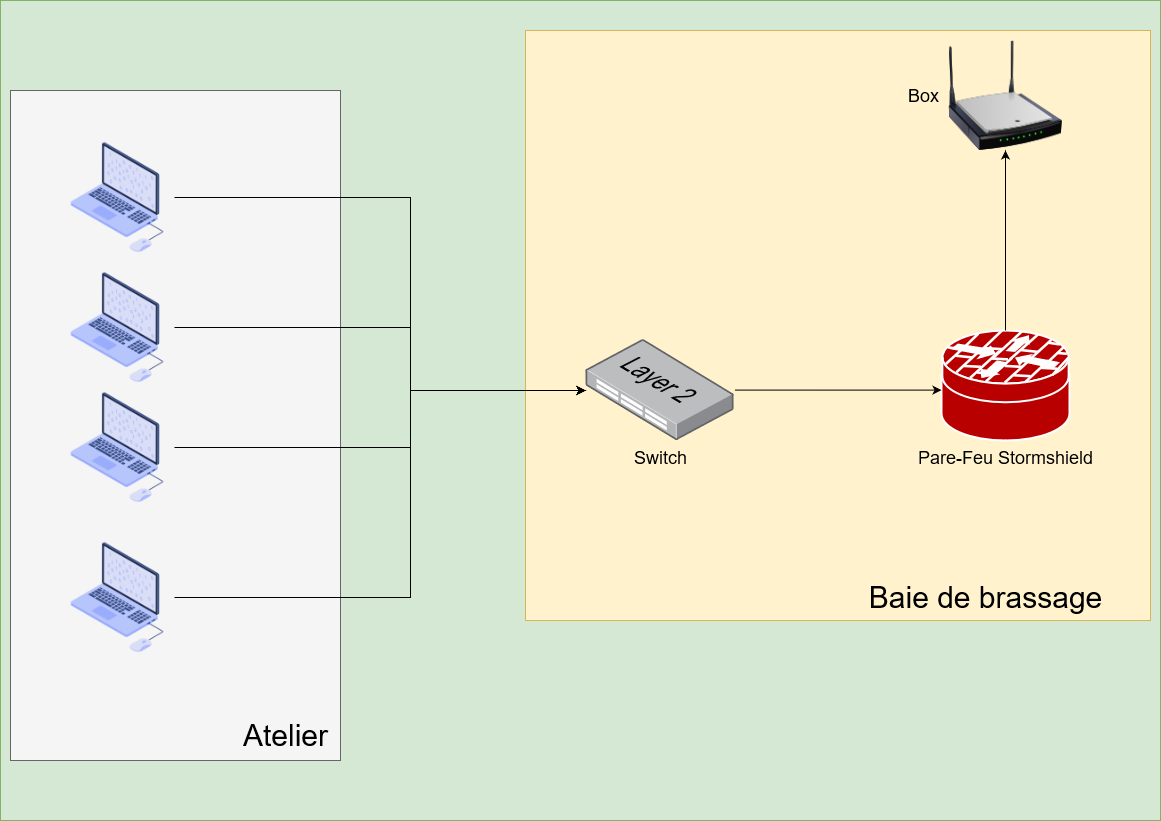 Box
Layer 2
Switch
Pare-Feu Stormshield
Baie de brassage
Atelier